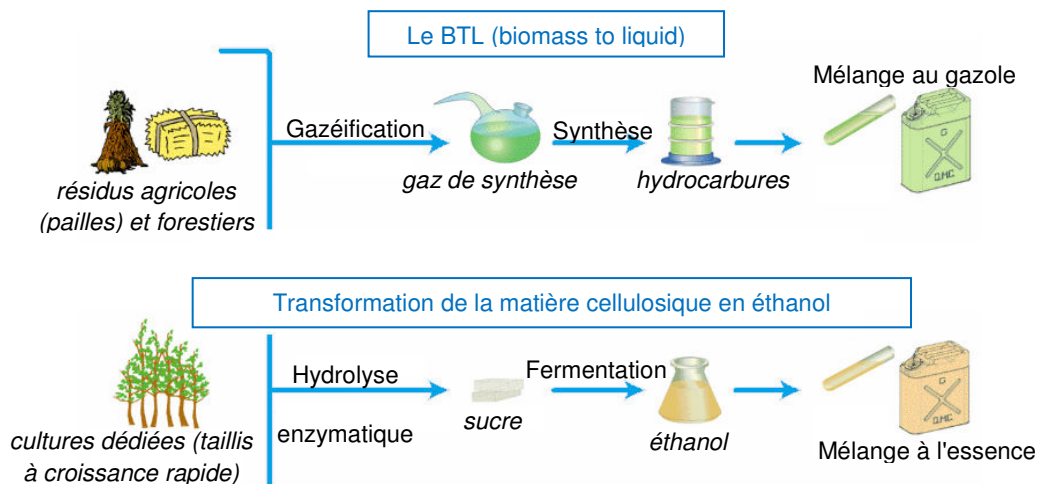 Le BTL (biomass to liquid)
Mélange au gazole
Gazéification
Synthèse
résidus agricoles
(pailles) et forestiers
gaz de synthèse
hydrocarbures
G
Q.M.C.
Transformation de la matière cellulosique en éthanol
Hydrolyse
enzymatique
Fermentation
sucre
éthanol
cultures dédiées (taillis
à croissance rapide)
G
Q.M.C
Mélange à l'essence